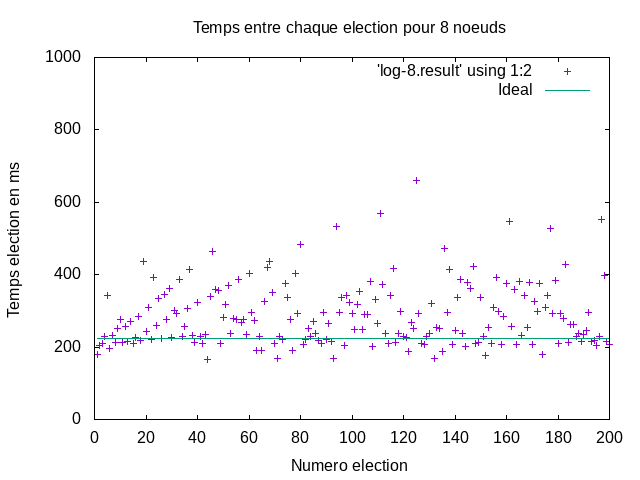 Temps entre chaque election pour 8 noeuds
1000
800
600
400
200
0
Temps election en ms
'log-8.result' using 1:2
Ideal
0 20 40 60 80 100 120 140 160 180 200
Numero election